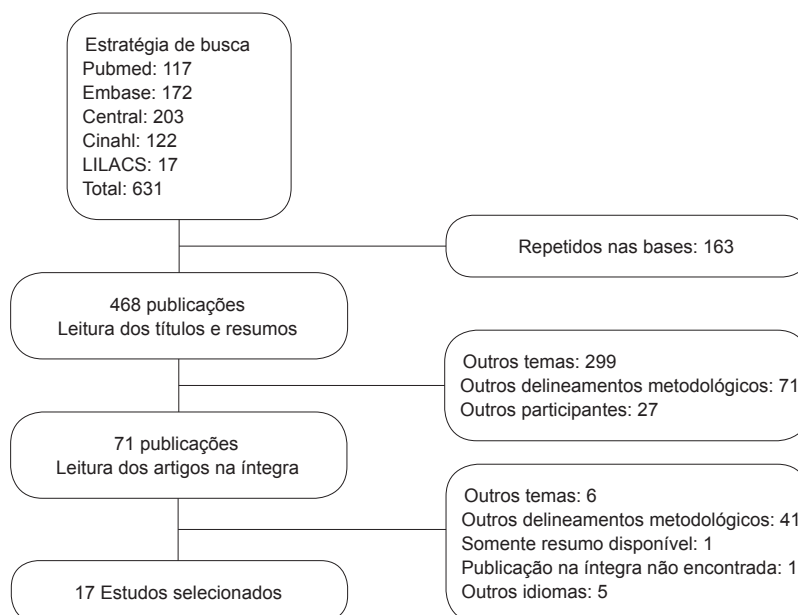 Estratégia de busca
Pubmed: 117
Embase: 172
Central: 203
Cinahl: 122
LILACS: 17
Total: 631
Repetidos nas bases: 163
468 publicações
Leitura dos títulos e resumos
Outros temas: 299
Outros delineamentos metodológicos: 71
Outros participantes: 27
71 publicações
Leitura dos artigos na íntegra
Outros temas: 6
Outros delineamentos metodológicos: 41
Somente resumo disponível: 1
Publicação na íntegra não encontrada: 1
Outros idiomas: 5
17 Estudos selecionados